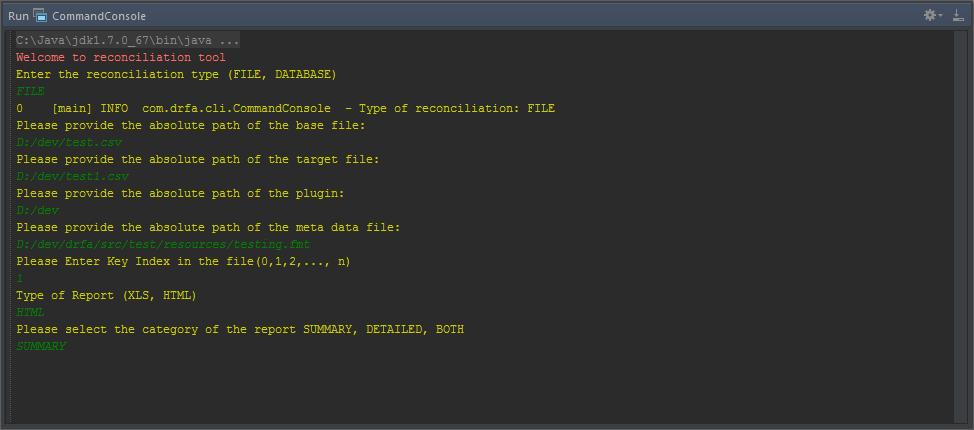 Run CommandConsole
C:\Java\jdk1.7.0_67\bin\java ...
Welcome to reconciliation tool
Enter the reconciliation type (FILE, DATABASE)
FILE
0    [main] INFO  com.drfa.cli.CommandConsole  - Type of reconciliation: FILE
Please provide the absolute path of the base file:
D:/dev/test.csv
Please provide the absolute path of the target file:
D:/dev/test1.csv
Please provide the absolute path of the plugin:
D:/dev
Please provide the absolute path of the meta data file:
D:/dev/drfa/src/test/resources/testing.fmt
Please Enter Key Index in the file(0,1,2,..., n)
1
Type of Report (XLS, HTML)
HTML
Please select the category of the report SUMMARY, DETAILED, BOTH
SUMMARY